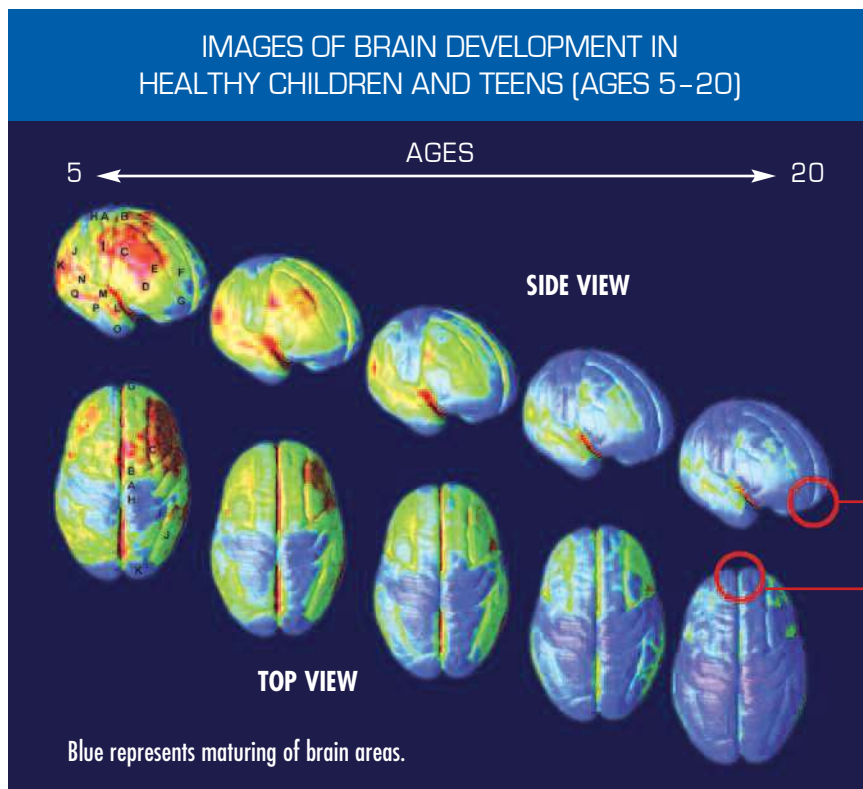 IMAGES OF BRAIN DEVELOPMENT IN
HEALTHY CHILDREN AND TEENS (AGES 5–20)
AGES
5
20
H A B
I C
J
K
E F
N
D
Q M
G
P L
O
SIDE VIEW
G
C
B
A
H
I
J
K
TOP VIEW
Blue represents maturing of brain areas.